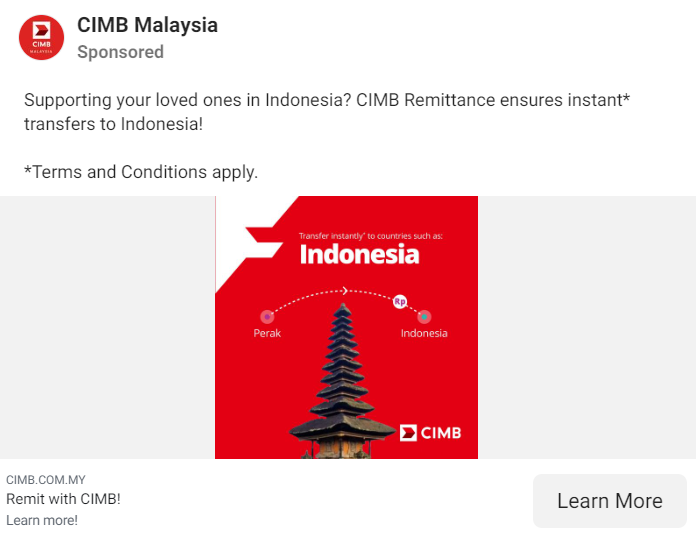 CIMB
MALAYSIA
CIMB Malaysia
Sponsored
Supporting your loved ones in Indonesia? CIMB Remittance ensures instant*
transfers to Indonesia!
*Terms and Conditions apply.
Transfer instantly* to countries such as:
Indonesia
Rp
Perak
Indonesia
CIMB
CIMB.COM.MY
Remit with CIMB!
Learn more!
Learn More